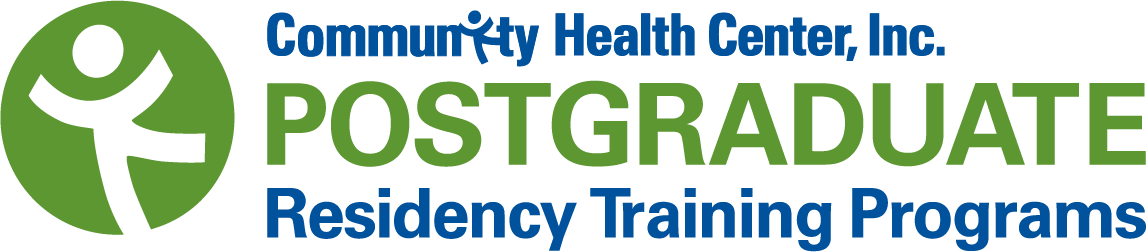 Community Health Center, Inc.
POSTGRADUATE
Residency Training Programs